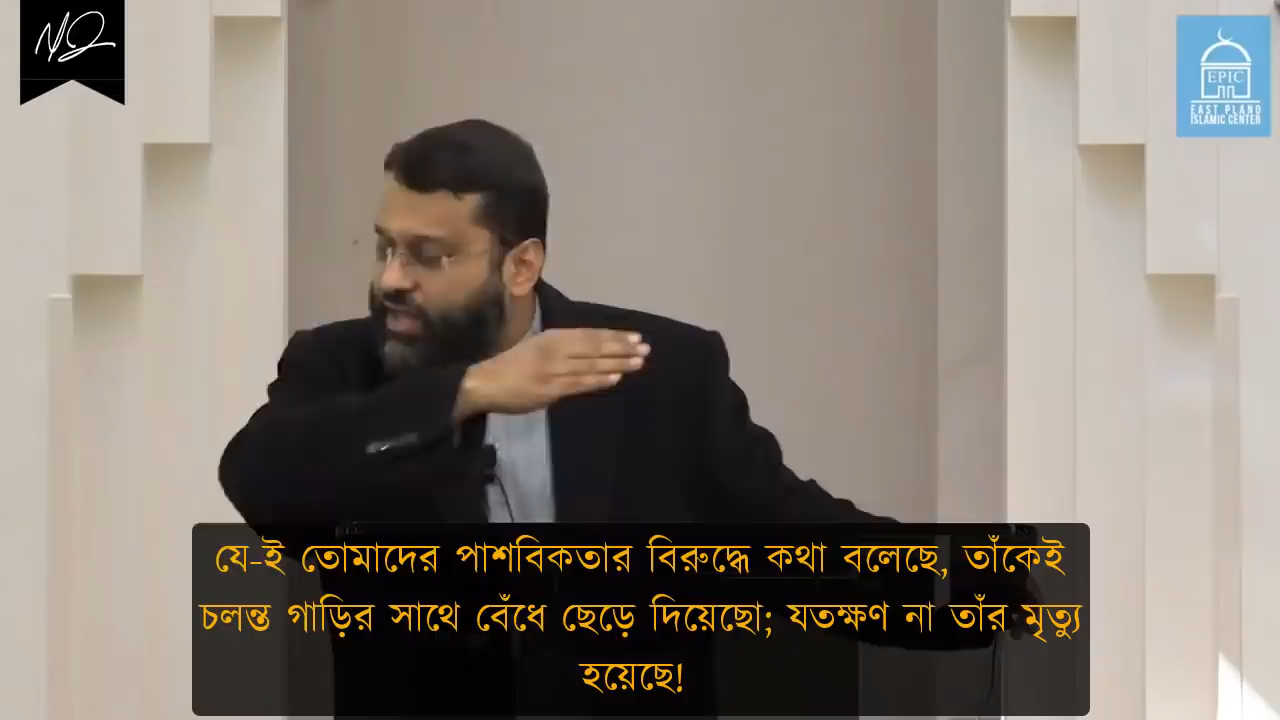 EPIC
EAST PLANO
ISLAMIC CENTER
যে-ই তোমাদের পাশবিকতার বিরুদ্ধে কথা বলেছে, তাঁকেই
চলন্ত গাড়ির সাথে বেঁধে ছেড়ে দিয়েছো; যতক্ষণ না তাঁর মৃত্যু
হয়েছে!